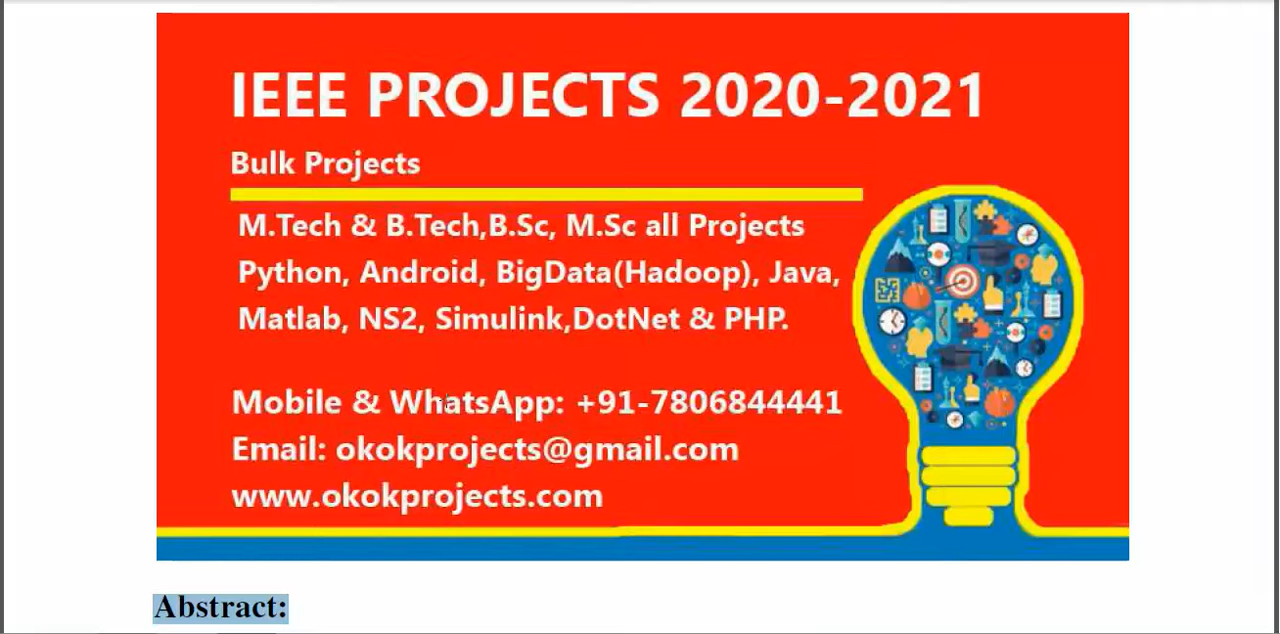 IEEE PROJECTS 2020-2021
Bulk Projects
M.Tech & B.Tech,B.Sc, M.Sc all Projects
Python, Android, BigData(Hadoop), Java,
Matlab, NS2, Simulink,DotNet & PHP.
Mobile & WhatsApp: +91-7806844441
Email: okokprojects@gmail.com
www.okokprojects.com
Abstract: